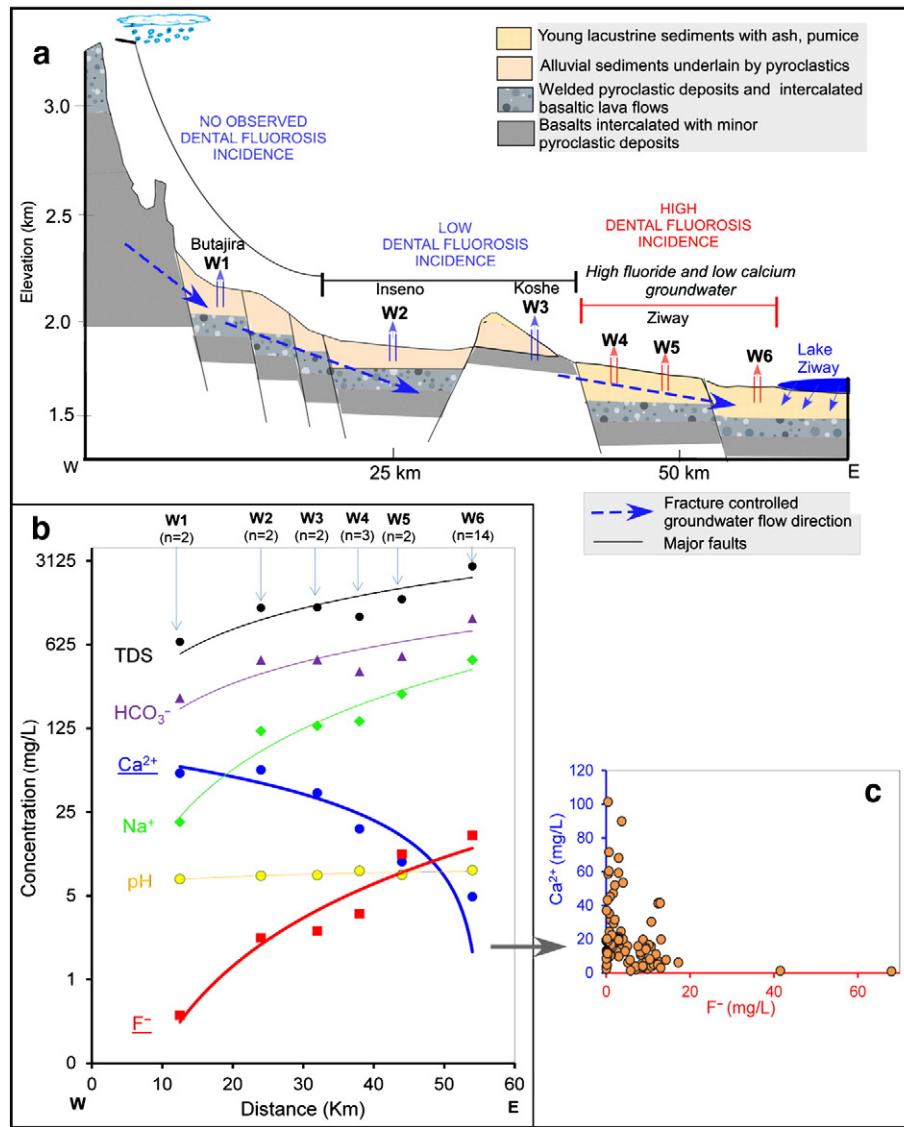 a
Young lacustrine sediments with ash, pumice
Alluvial sediments underlain by pyroclastics
Welded pyroclastic deposits and intercalated
basaltic lava flows
Basalts intercalated with minor
pyroclastic deposits
Elevation (km)
3.0
2.5
2.0
1.5
NO OBSERVED
DENTAL FLUOROSIS
INCIDENCE
LOW
DENTAL FLUOROSIS
INCIDENCE
HIGH
DENTAL FLUOROSIS
INCIDENCE
High fluoride and low calcium
groundwater
Butajira
W1
Inseno
W2
Koshe
W3
Ziway
W4
W5
W6
Lake
Ziway
W
25 km
50 km
E
Fracture controlled
groundwater flow direction
Major faults
b
W1
(n=2)
W2
(n=2)
W3
(n=2)
W4
(n=3)
W5
(n=2)
W6
(n=14)
Concentration (mg/L)
3125
625
125
25
5
1
0
TDS
HCO₃⁻
Ca²⁺
Na⁺
pH
F⁻
0 10 20 30 40 50 60
W
Distance (Km)
E
c
Ca²⁺ (mg/L)
120
100
80
60
40
20
0
0 20 40 60
F⁻ (mg/L)